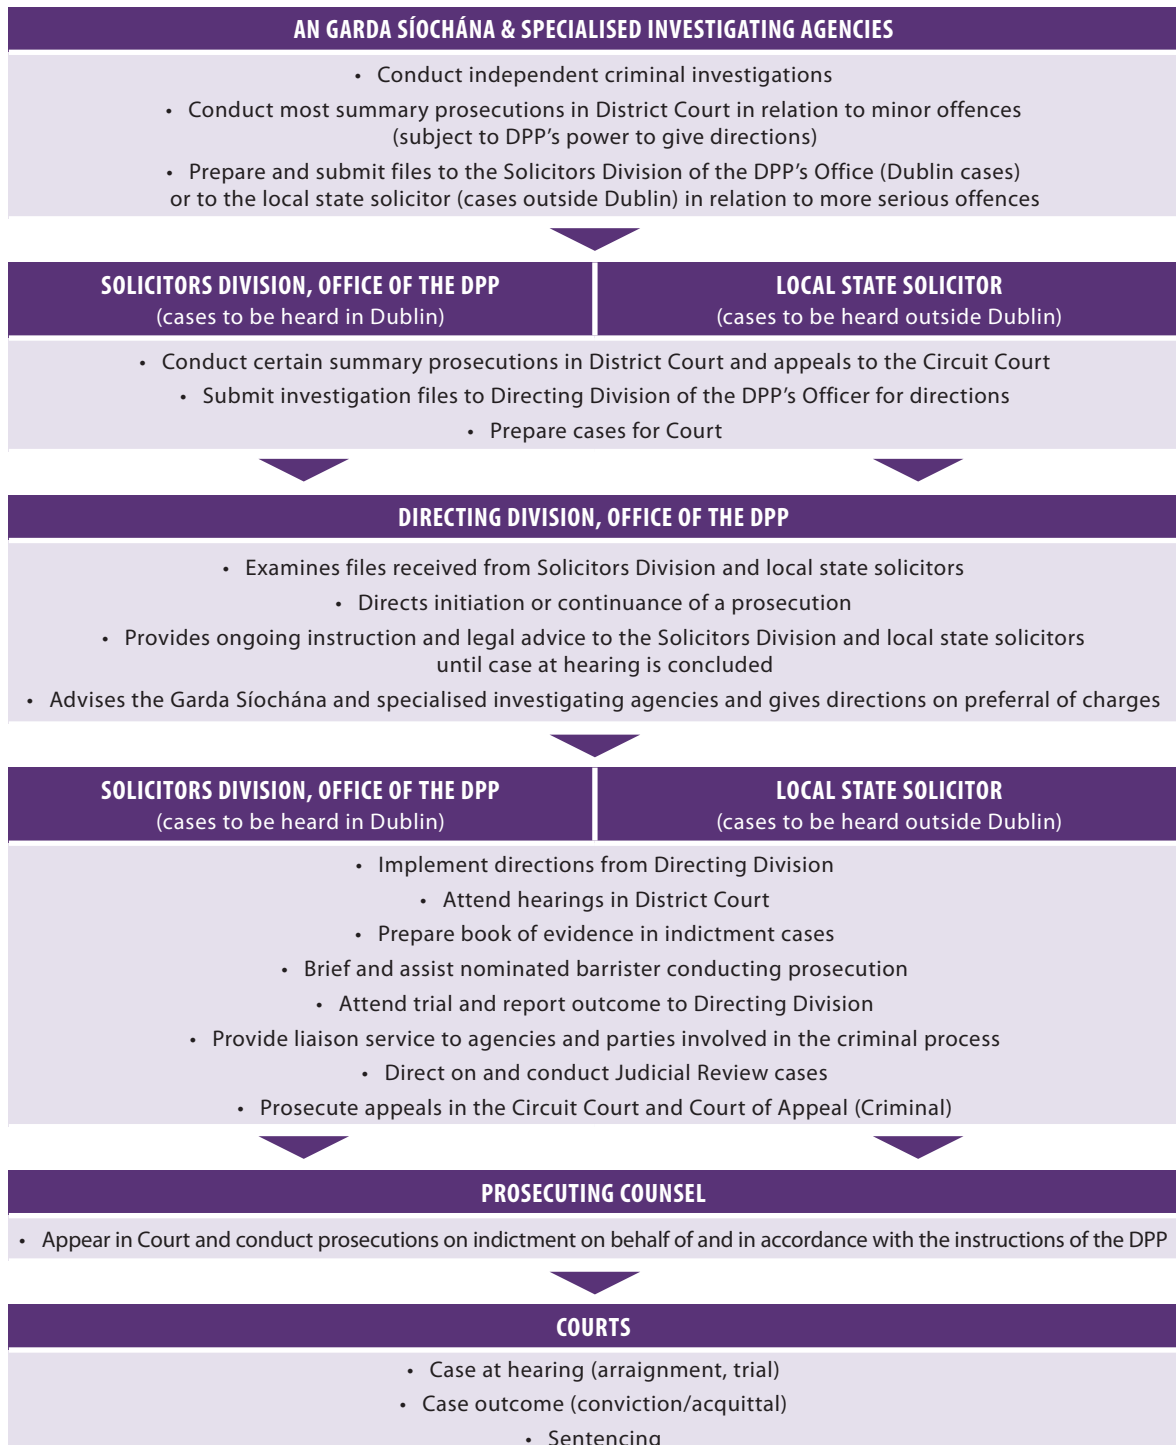 AN GARDA SÍOCHÁNA & SPECIALISED INVESTIGATING AGENCIES
• Conduct independent criminal investigations
• Conduct most summary prosecutions in District Court in relation to minor offences
(subject to DPP's power to give directions)
• Prepare and submit files to the Solicitors Division of the DPP's Office (Dublin cases)
or to the local state solicitor (cases outside Dublin) in relation to more serious offences
SOLICITORS DIVISION, OFFICE OF THE DPP
(cases to be heard in Dublin)
LOCAL STATE SOLICITOR
(cases to be heard outside Dublin)
• Conduct certain summary prosecutions in District Court and appeals to the Circuit Court
• Submit investigation files to Directing Division of the DPP's Officer for directions
• Prepare cases for Court
DIRECTING DIVISION, OFFICE OF THE DPP
• Examines files received from Solicitors Division and local state solicitors
• Directs initiation or continuance of a prosecution
• Provides ongoing instruction and legal advice to the Solicitors Division and local state solicitors
until case at hearing is concluded
• Advises the Garda Síochána and specialised investigating agencies and gives directions on preferral of charges
SOLICITORS DIVISION, OFFICE OF THE DPP
(cases to be heard in Dublin)
LOCAL STATE SOLICITOR
(cases to be heard outside Dublin)
• Implement directions from Directing Division
• Attend hearings in District Court
• Prepare book of evidence in indictment cases
• Brief and assist nominated barrister conducting prosecution
• Attend trial and report outcome to Directing Division
• Provide liaison service to agencies and parties involved in the criminal process
• Direct on and conduct Judicial Review cases
• Prosecute appeals in the Circuit Court and Court of Appeal (Criminal)
PROSECUTING COUNSEL
• Appear in Court and conduct prosecutions on indictment on behalf of and in accordance with the instructions of the DPP
COURTS
• Case at hearing (arraignment, trial)
• Case outcome (conviction/acquittal)
• Sentencing